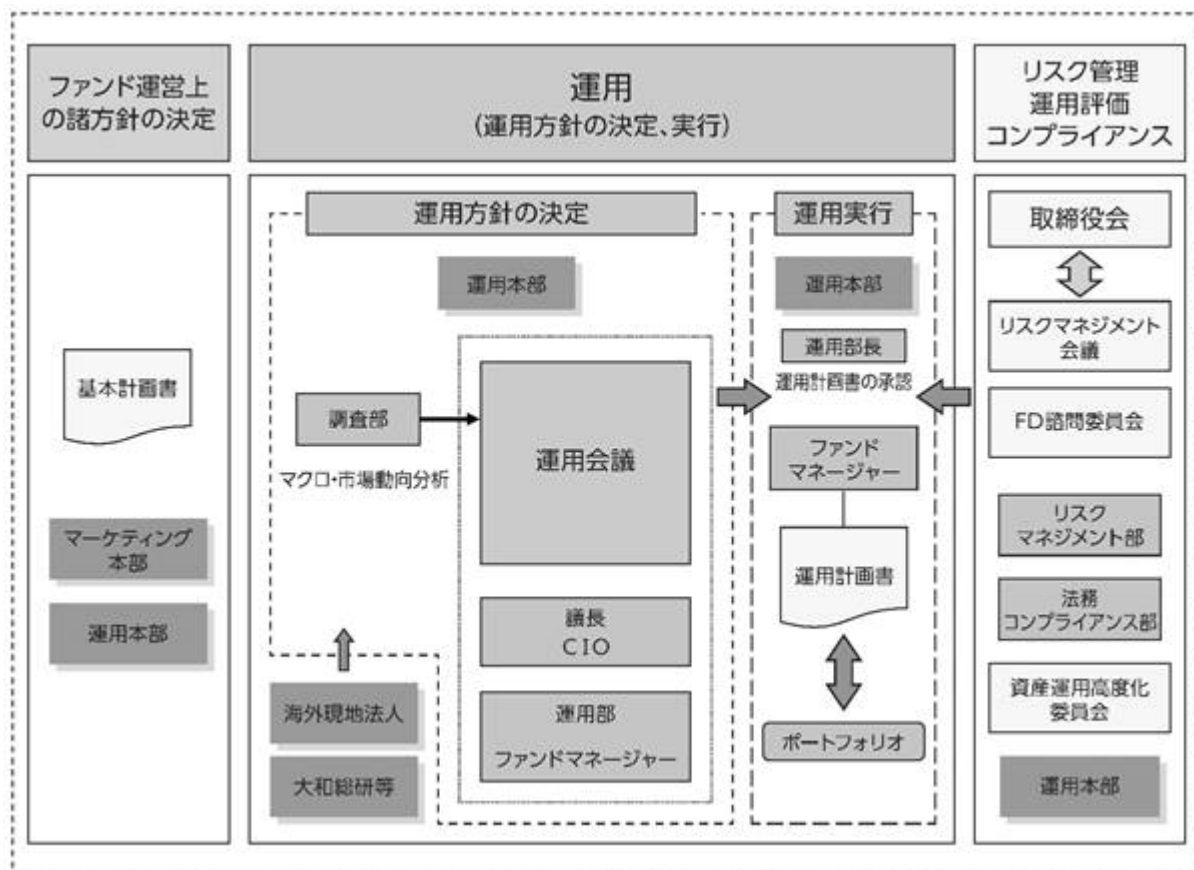 ファンド運営上
の諸方針の決定
基本計画書
マーケティング
本部
運用本部
運用
(運用方針の決定、実行)
運用方針の決定
運用本部
調査部
マクロ・市場動向分析
運用会議
議長
CIO
運用部
ファンドマネージャー
海外現地法人
大和総研等
運用実行
運用本部
運用部長
運用計画書の承認
ファンド
マネージャー
運用計画書
ポートフォリオ
リスク管理
運用評価
コンプライアンス
取締役会
リスクマネジメント
会議
FD諮問委員会
リスク
マネジメント部
法務
コンプライアンス部
資産運用高度化
委員会
運用本部